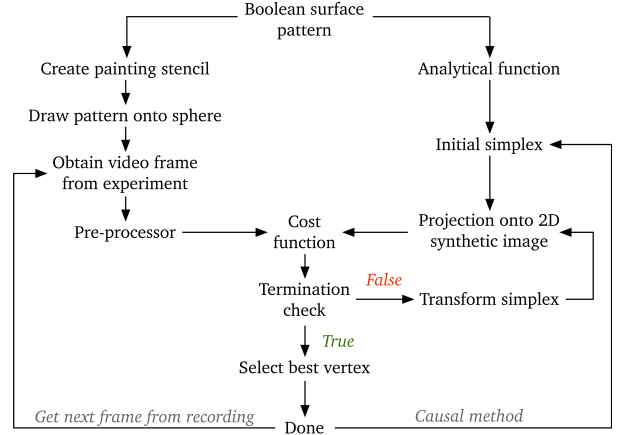 Boolean surface
pattern
Create painting stencil
Analytical function
Draw pattern onto sphere
Initial simplex
Obtain video frame
from experiment
Pre-processor
Cost
function
Projection onto 2D
synthetic image
False
Termination
check
Transform simplex
True
Select best vertex
Get next frame from recording
Causal method
Done